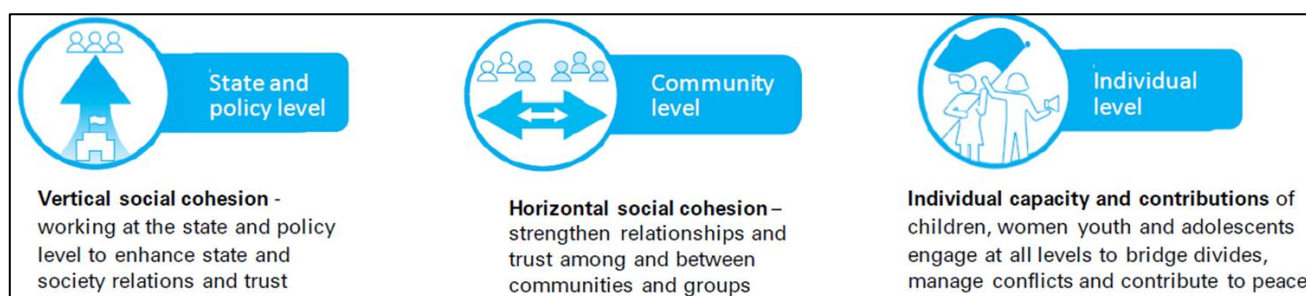 State and
policy level
Vertical social cohesion -
working at the state and policy
level to enhance state and
society relations and trust
Community
level
Horizontal social cohesion –
strengthen relationships and
trust among and between
communities and groups
Individual
level
Individual capacity and contributions of
children, women youth and adolescents
engage at all levels to bridge divides,
manage conflicts and contribute to peace